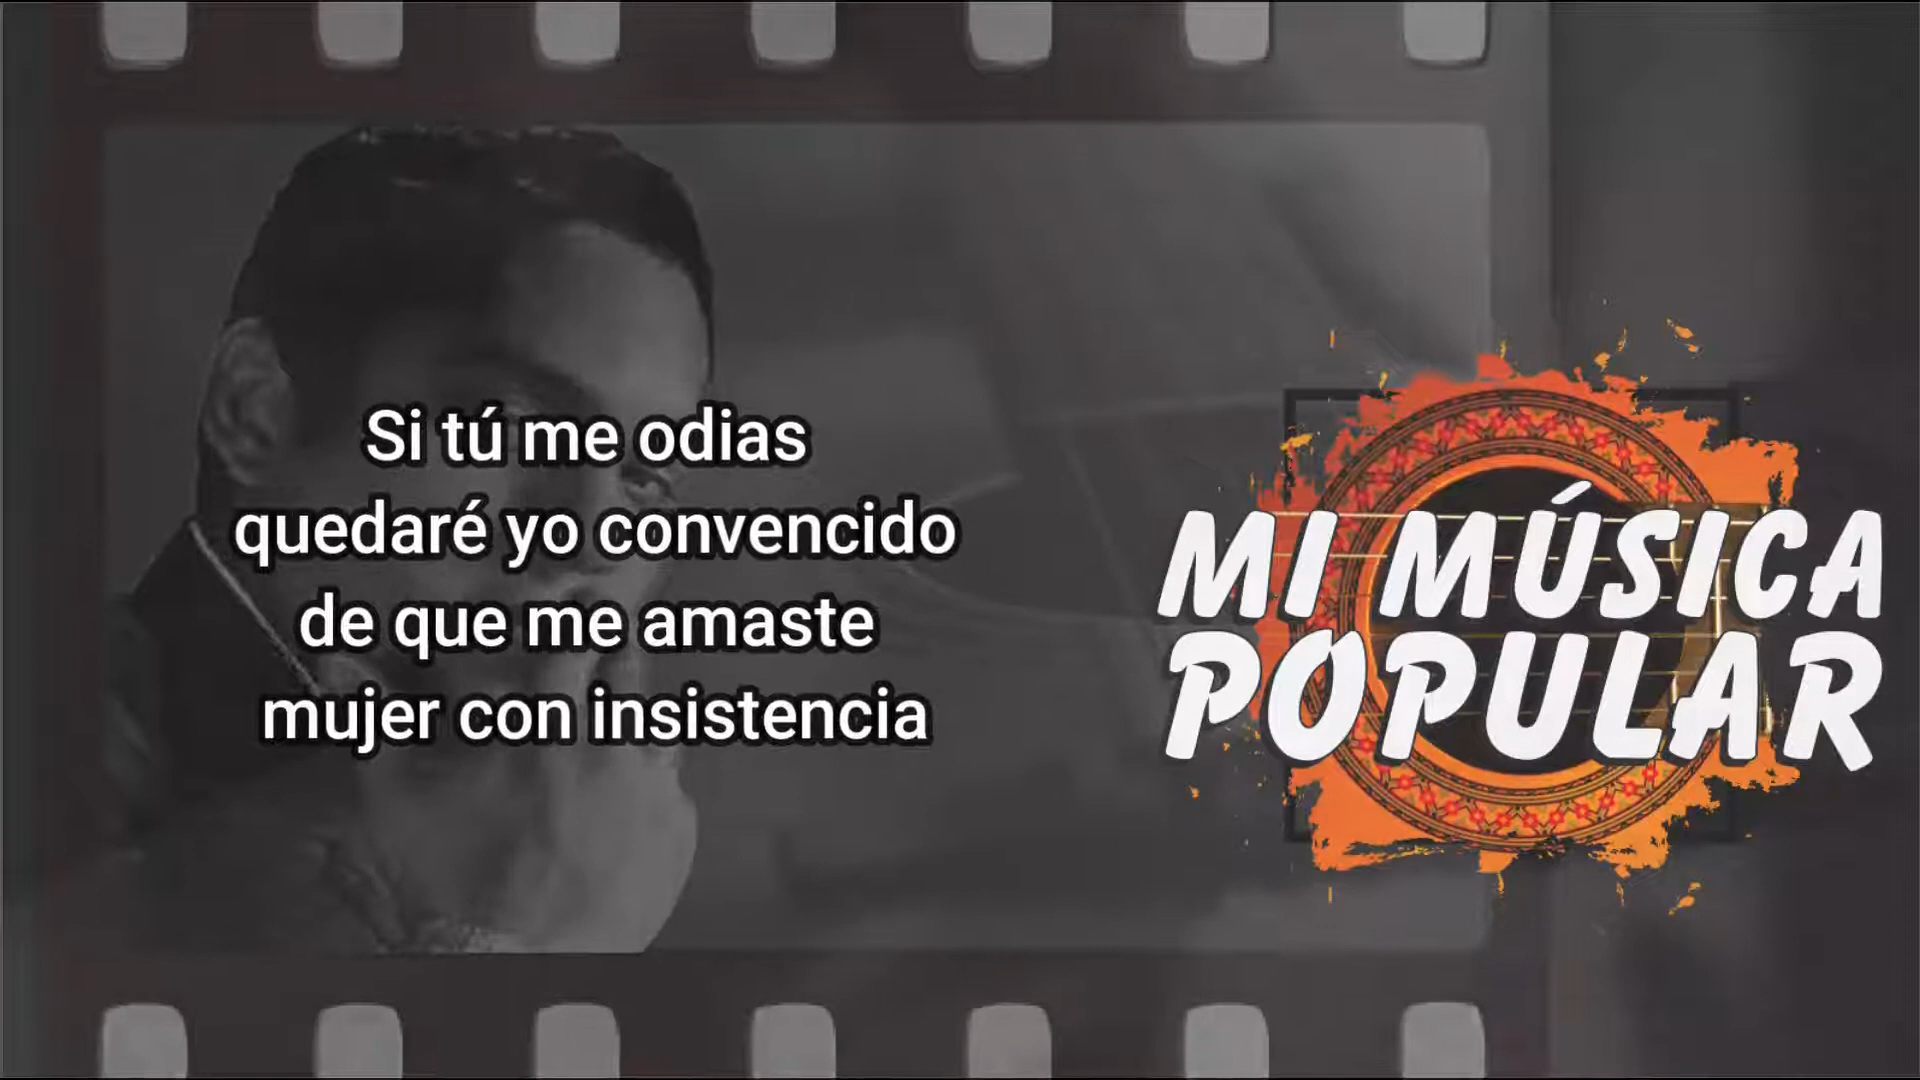 Si tú me odias
quedaré yo convencido
de que me amaste
mujer con insistencia
MI MÚSICA
POPULAR